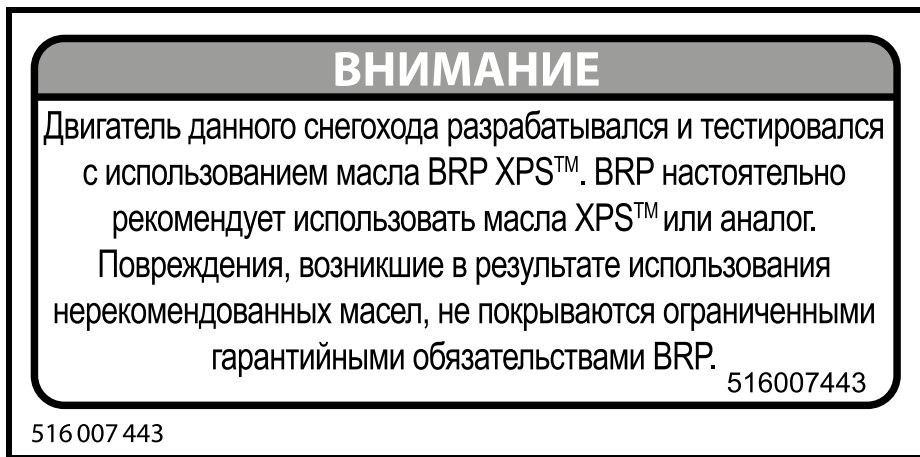 ВНИМАНИЕ
Двигатель данного снегохода разрабатывался и тестировался
с использованием масла BRP XPS™. BRP настоятельно
рекомендует использовать масла XPS™ или аналог.
Повреждения, возникшие в результате использования
нерекомендованных масел, не покрываются ограниченными
гарантийными обязательствами BRP.
516007443
516 007 443